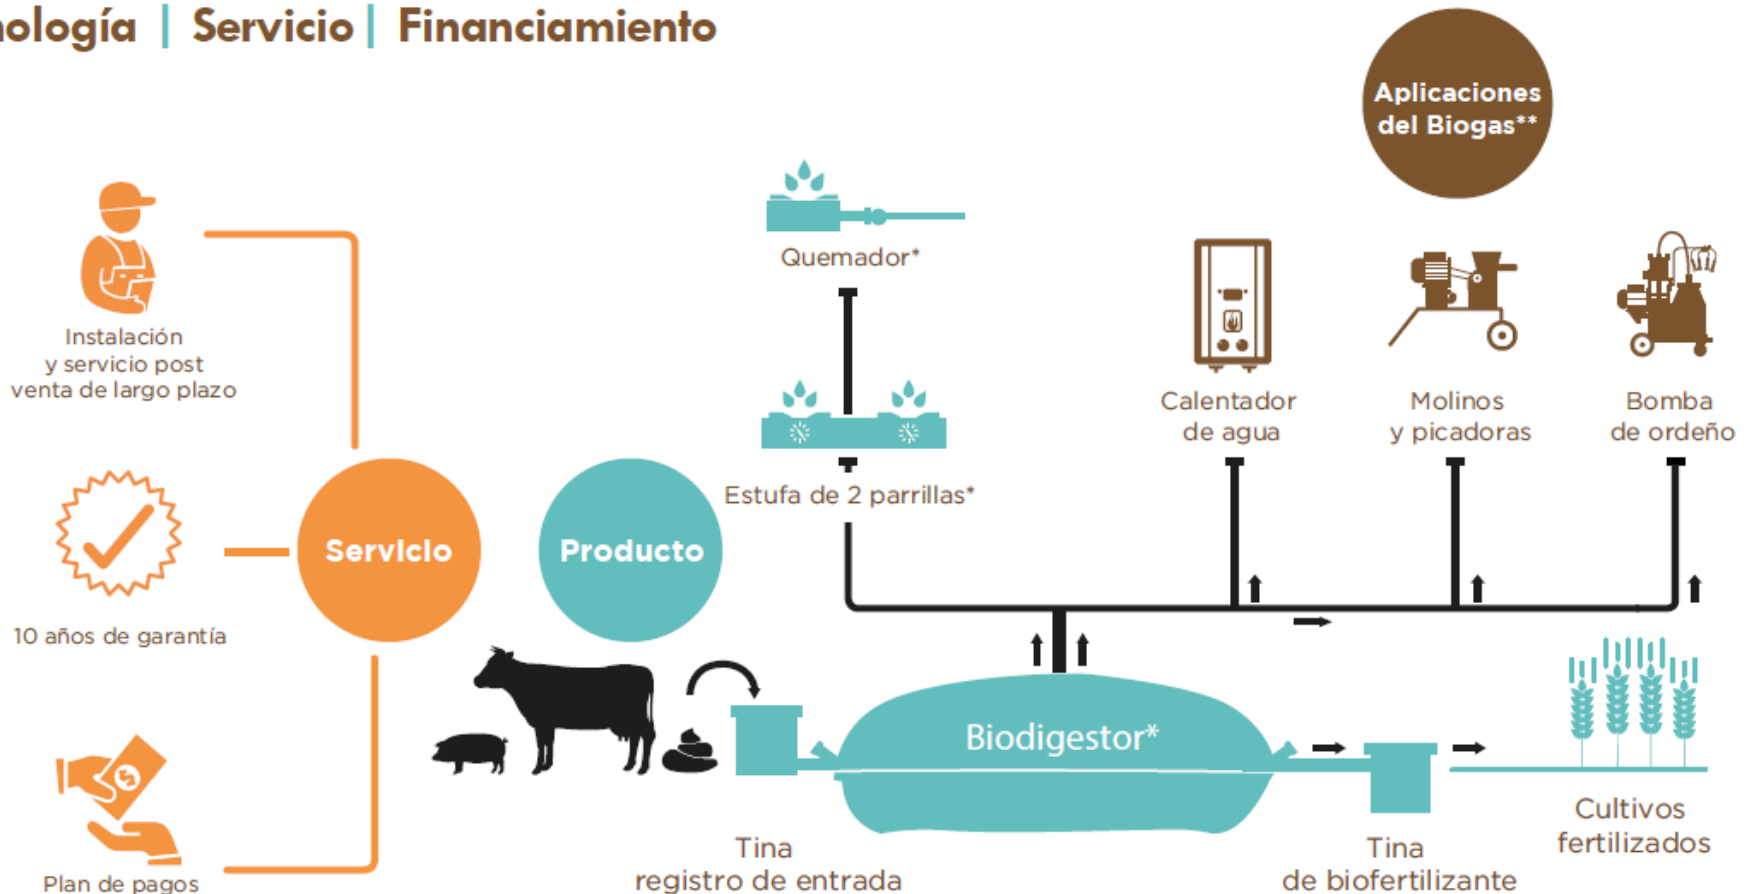 nología | Servicio | Financiamiento
Aplicaciones
del Biogas**
Quemador*
Instalación
y servicio post
venta de largo plazo
Calentador
de agua
Molinos
y picadoras
Bomba
de ordeño
Estufa de 2 parrillas*
Servicio
Producto
10 años de garantía
Biodigestor*
Cultivos
fertilizados
Tina
registro de entrada
Tina
de biofertilizante
Plan de pagos